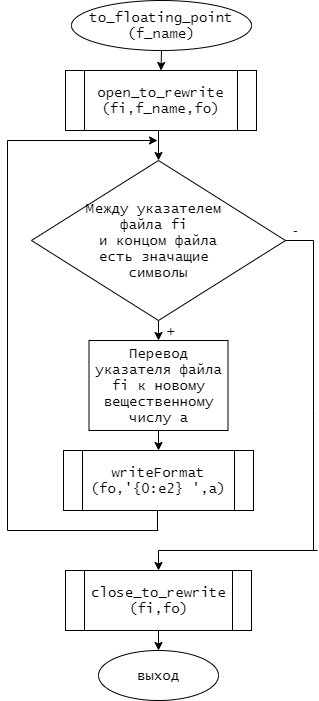 to_floating_point
(f_name)
open_to_rewrite
(fi,f_name,fo)
Между указателем
файла fi
и концом файла
есть значащие
символы
-
+
Перевод
указателя файла
fi к новому
вещественному
числу a
writeFormat
(fo,'{0:e2} ',a)
close_to_rewrite
(fi,fo)
выход